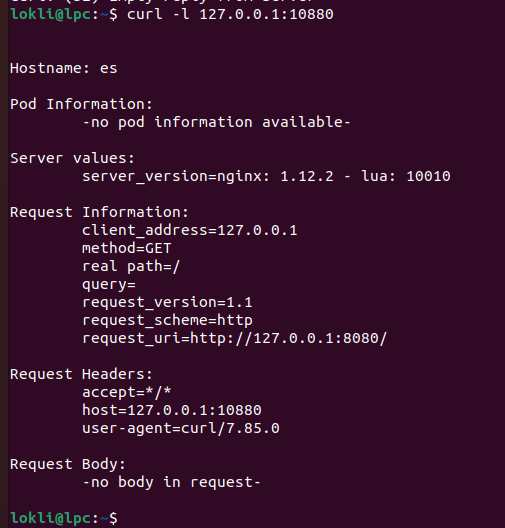 lokli@lpc:~$ curl -l 127.0.0.1:10880
Hostname: es
Pod Information:
-no pod information available-
Server values:
server_version=nginx: 1.12.2 - lua: 10010
Request Information:
client_address=127.0.0.1
method=GET
real path=/
query=
request_version=1.1
request_scheme=http
request_uri=http://127.0.0.1:8080/
Request Headers:
accept=*/*
host=127.0.0.1:10880
user-agent=curl/7.85.0
Request Body:
-no body in request-
lokli@lpc:~$